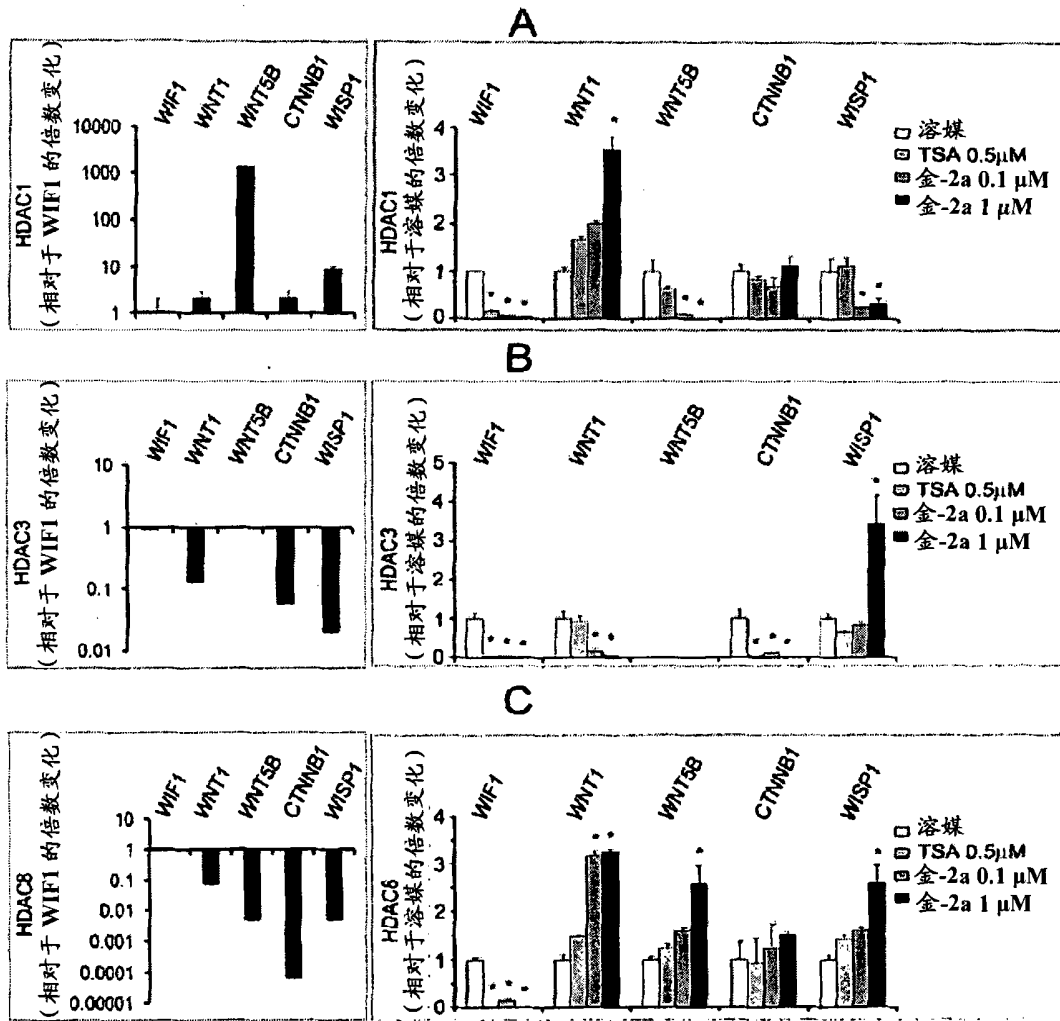 A
HDAC1
(相对于 WIF1 的倍数变化)
10000
1000
100
10
1
WIF1
WNT1
WNT5B
CTNNB1
WISP1
HDAC1
(相对于溶媒的倍数变化)
4
3
2
1
0
WIF1
WNT1
WNT5B
CTNNB1
WISP1
* * *
*
* *
* *
溶媒
TSA 0.5μM
金-2a 0.1 μM
金-2a 1 μM
B
HDAC3
(相对于 WIF1 的倍数变化)
10
1
0.1
0.01
WIF1
WNT1
WNT5B
CTNNB1
WISP1
HDAC3
(相对于溶媒的倍数变化)
5
4
3
2
1
0
WIF1
WNT1
WNT5B
CTNNB1
WISP1
* * *
* *
* * *
*
溶媒
TSA 0.5μM
金-2a 0.1 μM
金-2a 1 μM
C
HDAC8
(相对于 WIF1 的倍数变化)
10
1
0.1
0.01
0.001
0.0001
0.00001
WIF1
WNT1
WNT5B
CTNNB1
WISP1
(相对于溶媒的倍数变化)
4
3
2
1
0
WIF1
WNT1
WNT5B
CTNNB1
WISP1
* * *
* *
*
*
溶媒
TSA 0.5μM
金-2a 0.1 μM
金-2a 1 μM